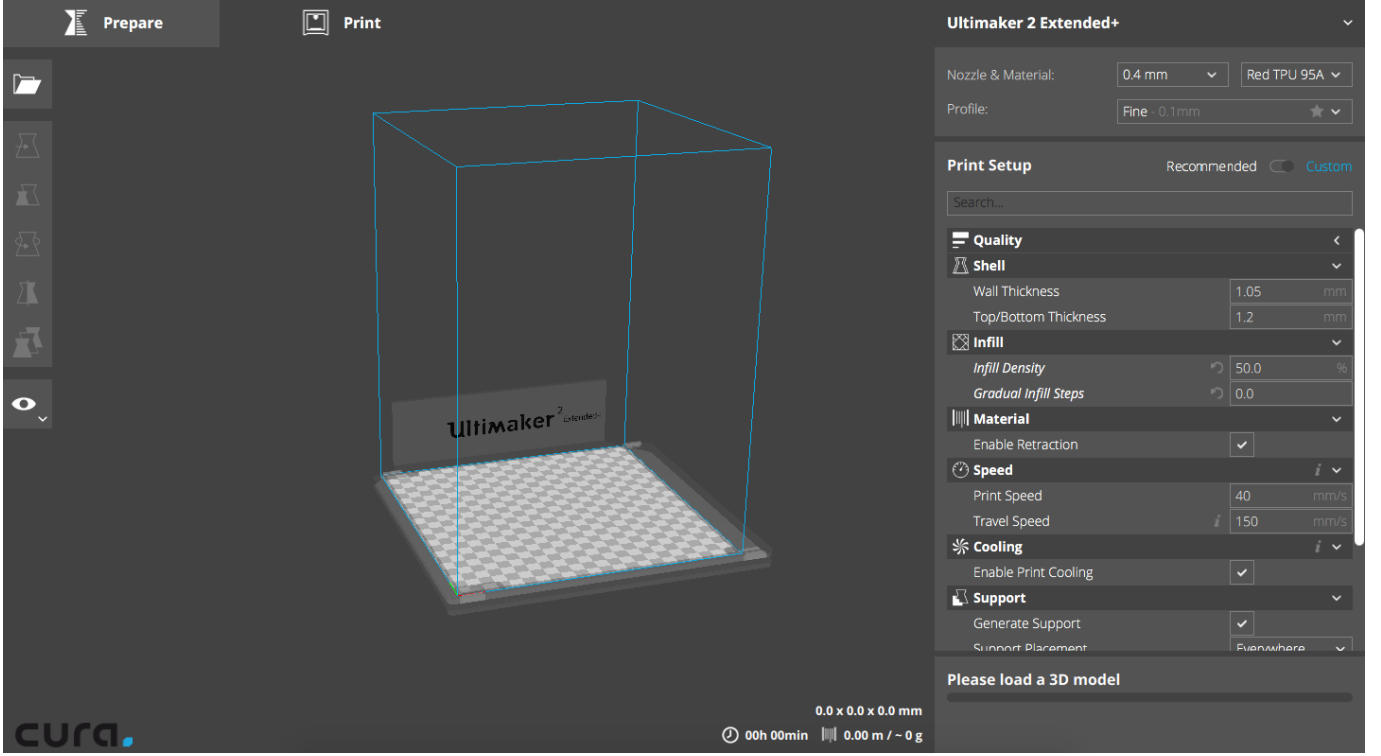 Prepare
Print
Ultimaker 2 Extended+
Nozzle & Material: 0.4 mm Red TPU 95A
Profile: Fine - 0.1mm
Print Setup Recommended Custom
Search...
Quality
Shell
Wall Thickness 1.05 mm
Top/Bottom Thickness 1.2 mm
Infill
Infill Density 50.0 %
Gradual Infill Steps 0.0
Material
Enable Retraction
Speed i
Print Speed 40 mm/s
Travel Speed i 150 mm/s
Cooling i
Enable Print Cooling
Support
Generate Support
Support Placement Everywhere
Please load a 3D model
Ultimaker 2 Extended+
0.0 x 0.0 x 0.0 mm
00h 00min 0.00 m / ~ 0 g
cura.